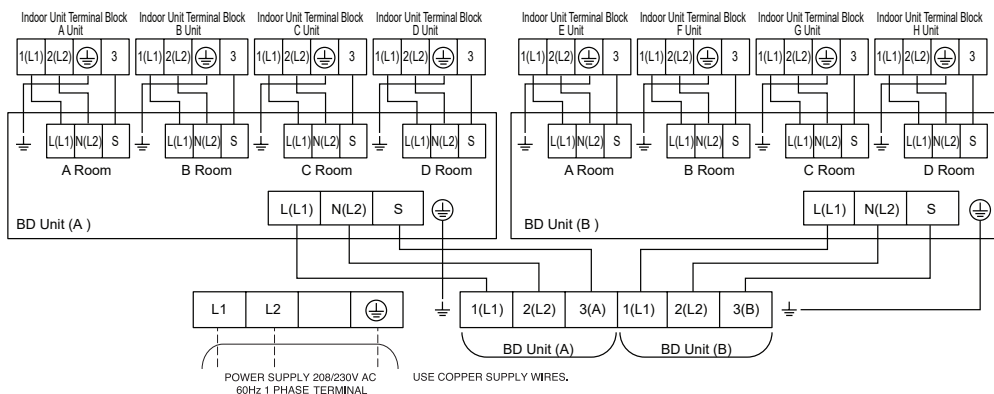 Indoor Unit Terminal Block Indoor Unit Terminal Block Indoor Unit Terminal Block Indoor Unit Terminal Block Indoor Unit Terminal Block Indoor Unit Terminal Block Indoor Unit Terminal Block Indoor Unit Terminal Block
A Unit B Unit C Unit D Unit E Unit F Unit G Unit H Unit
1(L1) 2(L2) 3 1(L1) 2(L2) 3 1(L1) 2(L2) 3 1(L1) 2(L2) 3 1(L1) 2(L2) 3 1(L1) 2(L2) 3 1(L1) 2(L2) 3 1(L1) 2(L2) 3
L(L1) N(L2) S L(L1) N(L2) S L(L1) N(L2) S L(L1) N(L2) S L(L1) N(L2) S L(L1) N(L2) S L(L1) N(L2) S L(L1) N(L2) S
A Room B Room C Room D Room A Room B Room C Room D Room
L(L1) N(L2) S L(L1) N(L2) S
BD Unit (A ) BD Unit (B )
L1 L2 1(L1) 2(L2) 3(A) 1(L1) 2(L2) 3(B)
BD Unit (A) BD Unit (B)
POWER SUPPLY 208/230V AC USE COPPER SUPPLY WIRES.
60Hz 1 PHASE TERMINAL